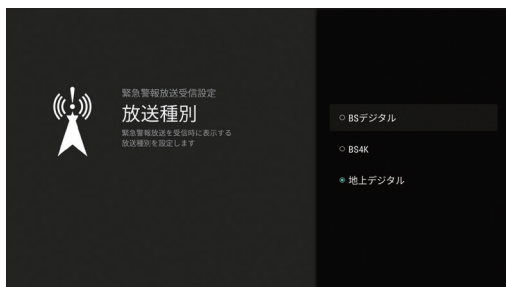 緊急警報放送受信設定
放送種別
緊急警報放送を受信時に表示する
放送種別を設定します
BSデジタル
BS4K
地上デジタル